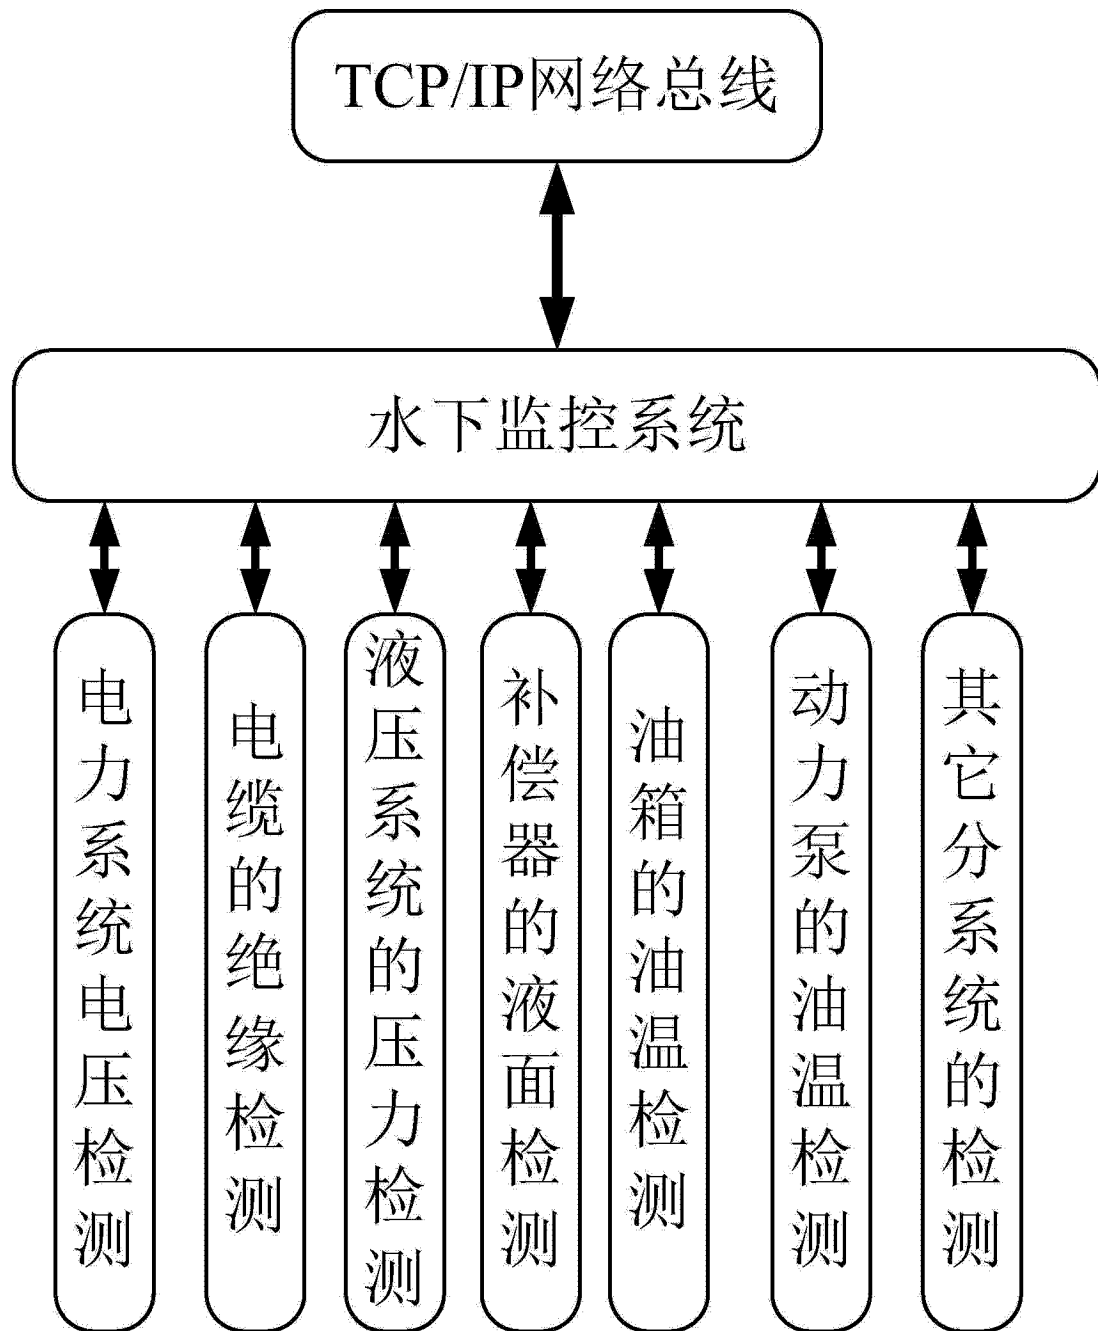 TCP/IP网络总线
水下监控系统
电力系统电压检测
电缆的绝缘检测
液压系统的压力检测
补偿器的液面检测
油箱的油温检测
动力泵的油温检测
其它分系统的检测